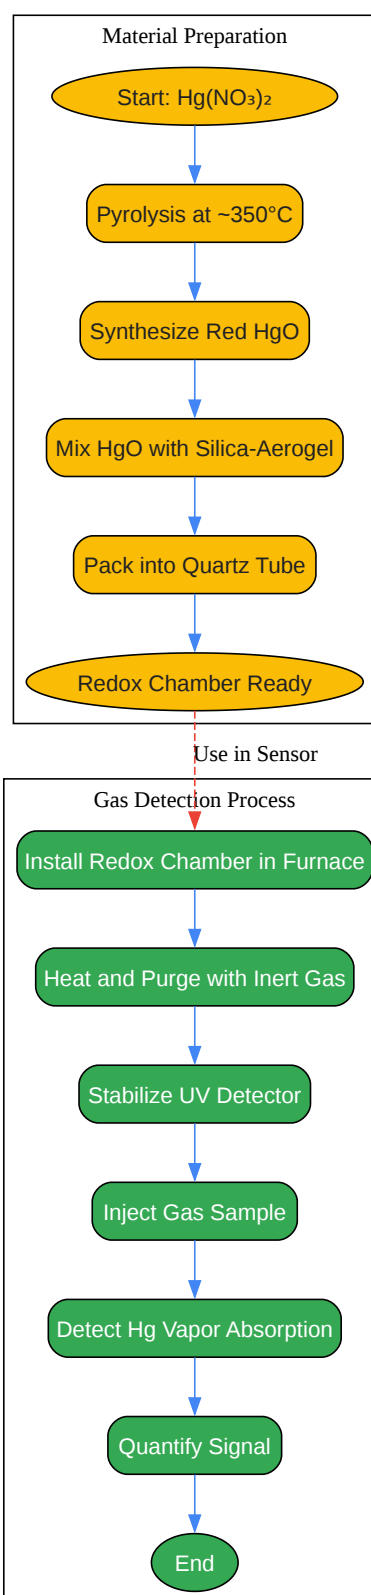 Material Preparation
Start: Hg(NO₃)₂
Pyrolysis at ~350°C
Synthesize Red HgO
Mix HgO with Silica-Aerogel
Pack into Quartz Tube
Redox Chamber Ready
Use in Sensor
Gas Detection Process
Install Redox Chamber in Furnace
Heat and Purge with Inert Gas
Stabilize UV Detector
Inject Gas Sample
Detect Hg Vapor Absorption
Quantify Signal
End